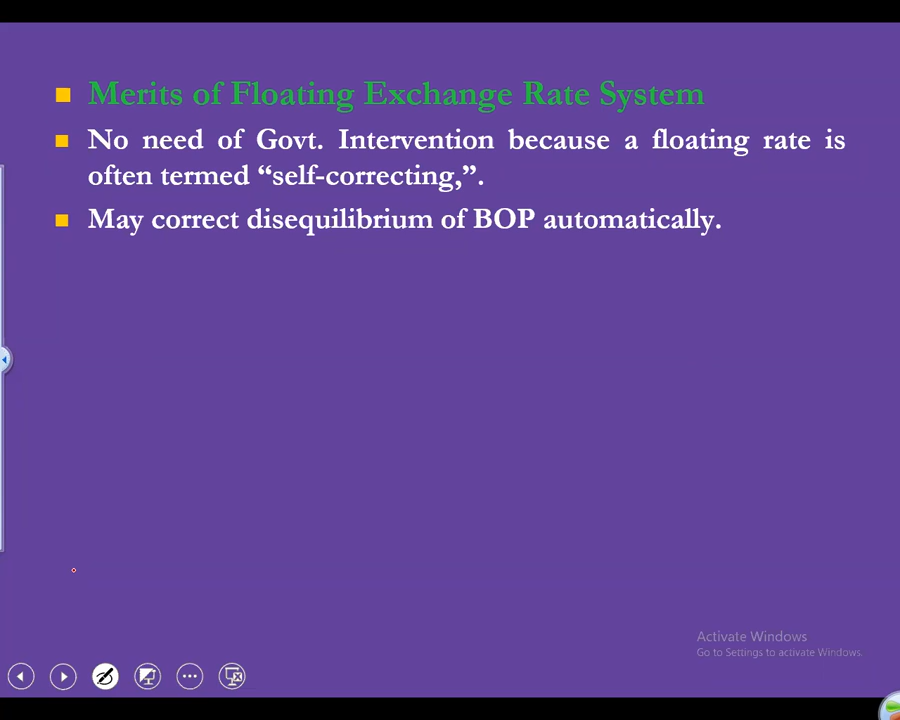 Merits of Floating Exchange Rate System
No need of Govt. Intervention because a floating rate is
often termed “self-correcting,”.
May correct disequilibrium of BOP automatically.
Activate Windows
Go to Settings to activate Windows.